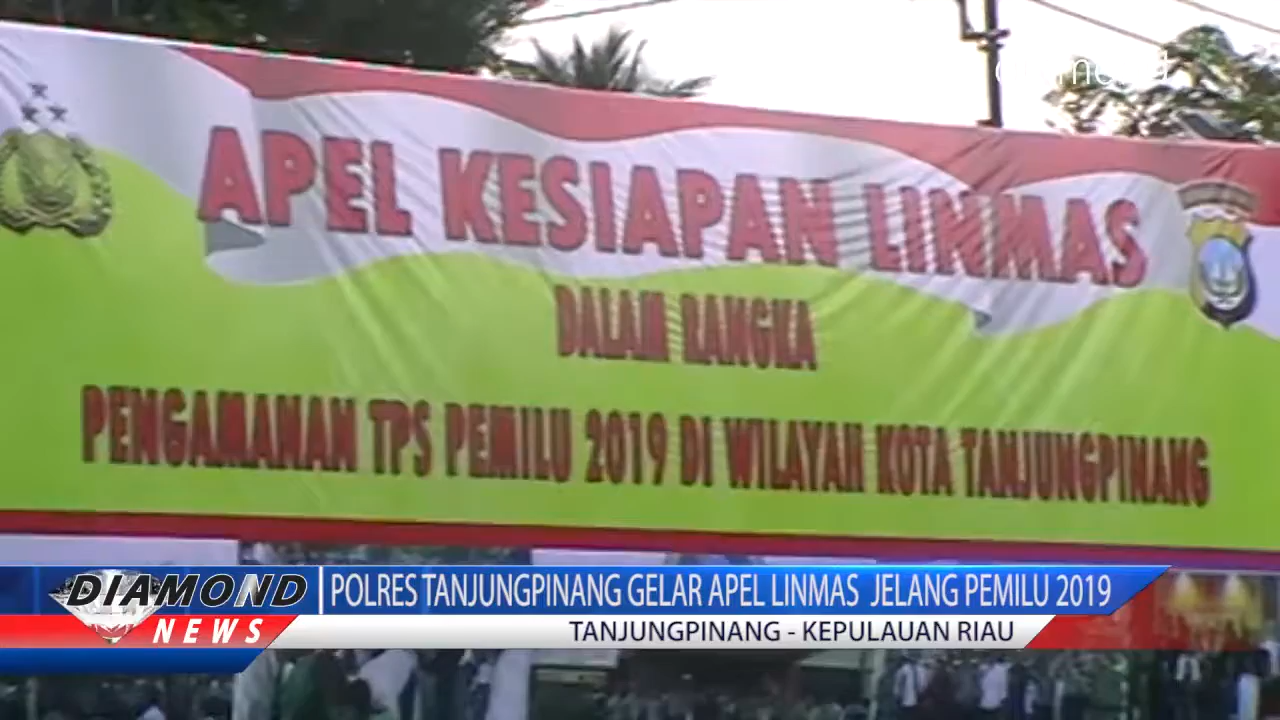 diamond
APEL KESIAPAN LINMAS
DALAM RANGKA
PENGAMANAN TPS PEMILU 2019 DI WILAYAH KOTA TANJUNGPINANG
DIAMOND NEWS
POLRES TANJUNGPINANG GELAR APEL LINMAS JELANG PEMILU 2019
TANJUNGPINANG - KEPULAUAN RIAU